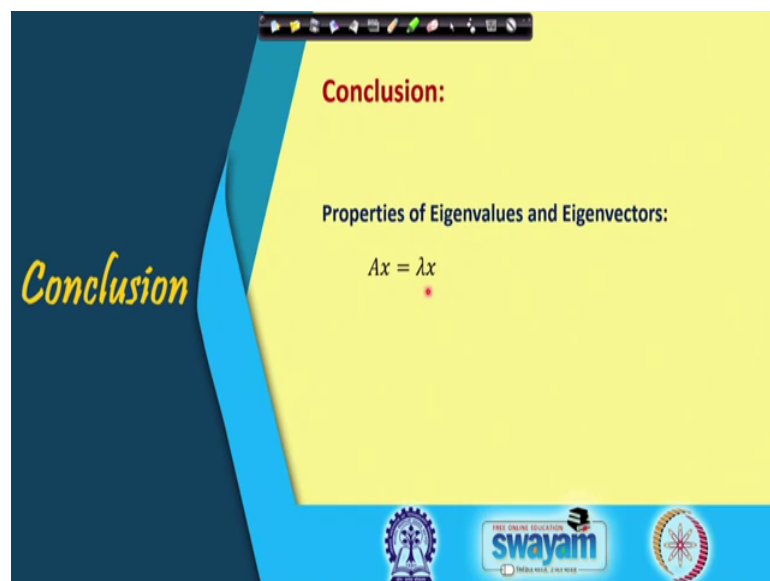 Conclusion:
Properties of Eigenvalues and Eigenvectors:
Ax = λx
Conclusion
FREE ONLINE EDUCATION
swayam